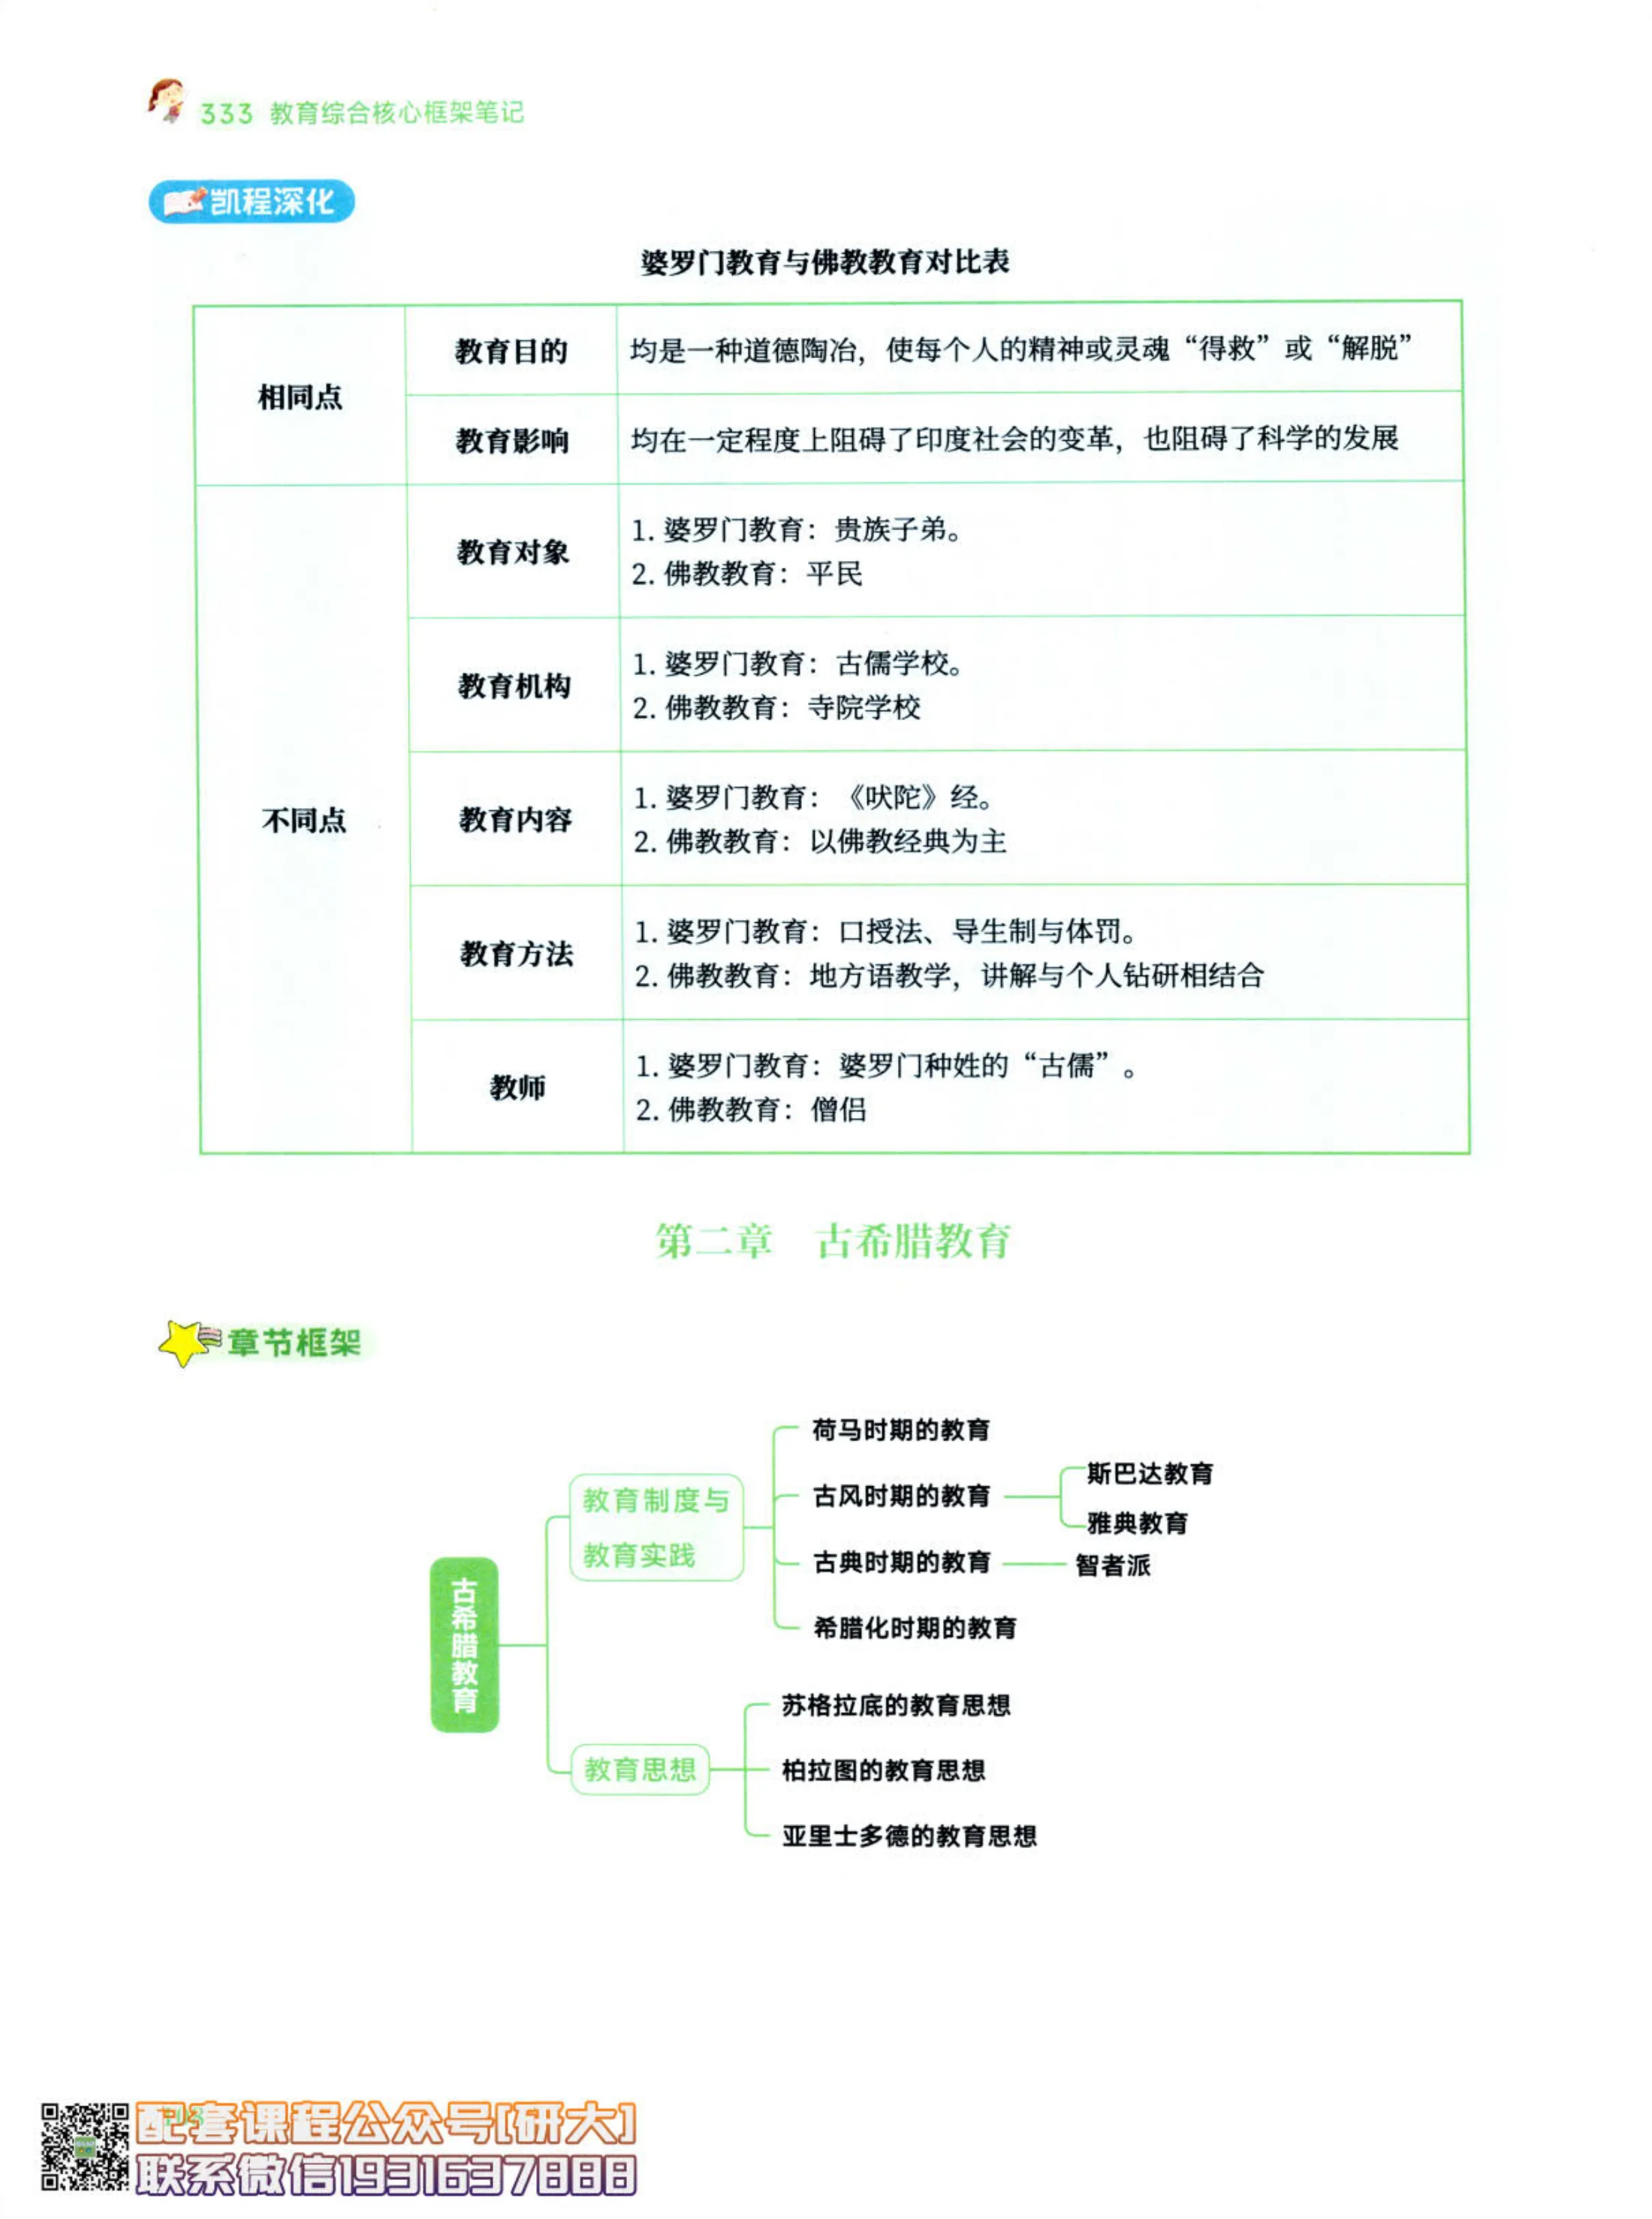 333 教育综合核心框架笔记
凯程深化
婆罗门教育与佛教教育对比表
相同点
教育目的
均是一种道德陶冶，使每个人的精神或灵魂“得救”或“解脱”
教育影响
均在一定程度上阻碍了印度社会的变革，也阻碍了科学的发展
不同点
教育对象
1. 婆罗门教育：贵族子弟。
2. 佛教教育：平民
教育机构
1. 婆罗门教育：古儒学校。
2. 佛教教育：寺院学校
教育内容
1. 婆罗门教育：《吠陀》经。
2. 佛教教育：以佛教经典为主
教育方法
1. 婆罗门教育：口授法、导生制与体罚。
2. 佛教教育：地方语教学，讲解与个人钻研相结合
教师
1. 婆罗门教育：婆罗门种姓的“古儒”。
2. 佛教教育：僧侣
第二章 古希腊教育
章节框架
古希腊教育
教育制度与
教育实践
荷马时期的教育
古风时期的教育
斯巴达教育
雅典教育
古典时期的教育
智者派
希腊化时期的教育
教育思想
苏格拉底的教育思想
柏拉图的教育思想
亚里士多德的教育思想
配套课程公众号[研大]
联系微信1931637888